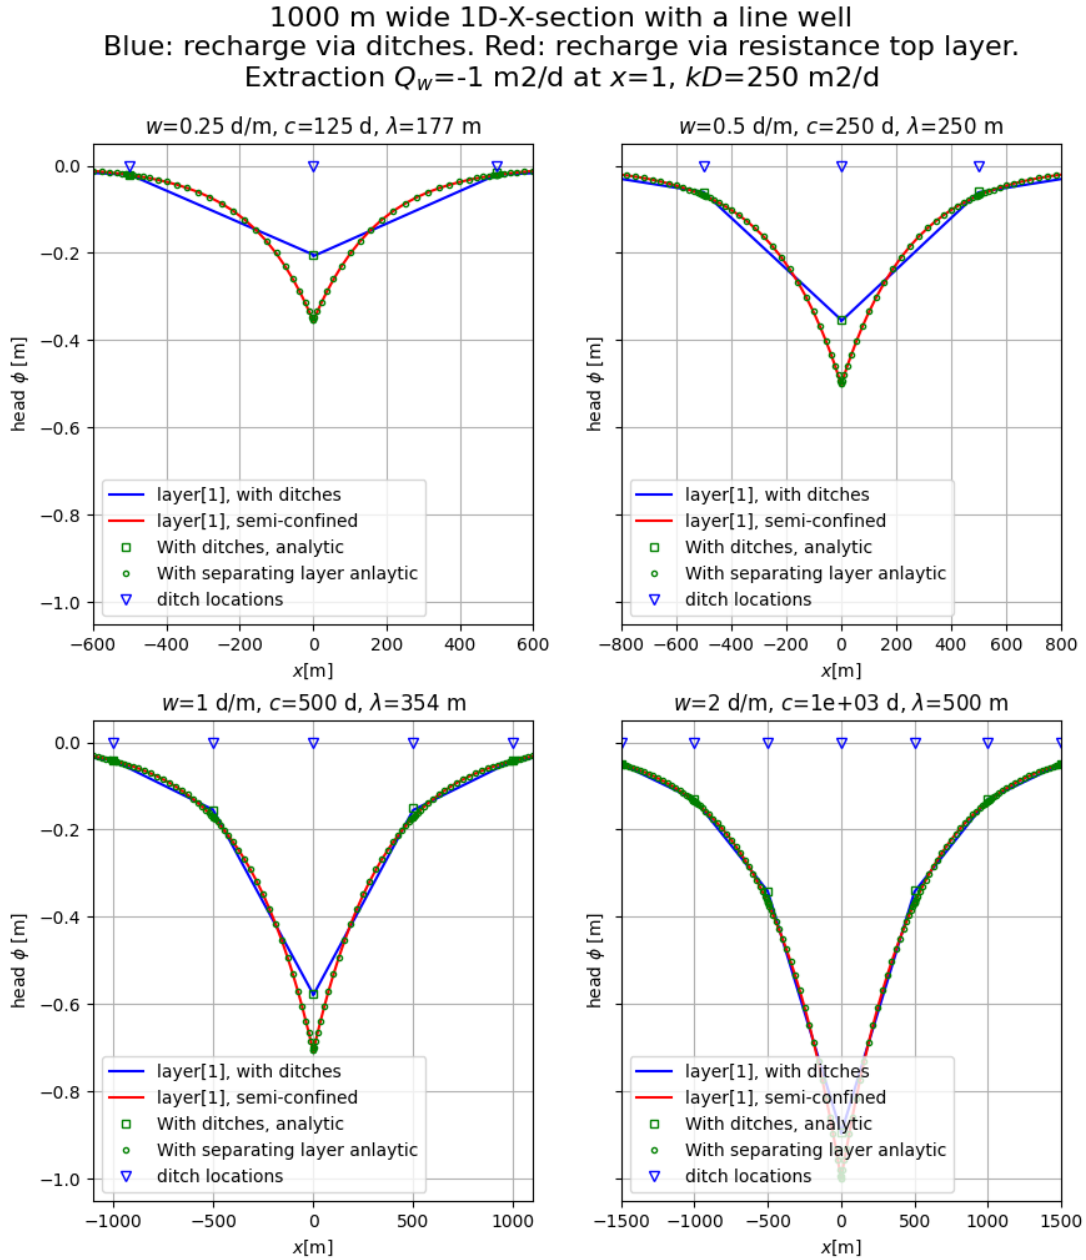 1000 m wide 1D-X-section with a line well
Blue: recharge via ditches. Red: recharge via resistance top layer.
Extraction Q_w=-1 m2/d at x=1, kD=250 m2/d
w=0.25 d/m, c=125 d, λ=177 m
0.0
−0.2
−0.4
−0.6
−0.8
−1.0
head ϕ [m]
layer[1], with ditches
layer[1], semi-confined
With ditches, analytic
With separating layer anlaytic
ditch locations
−600 −400 −200 0 200 400 600
x[m]
w=0.5 d/m, c=250 d, λ=250 m
head ϕ [m]
layer[1], with ditches
layer[1], semi-confined
With ditches, analytic
With separating layer anlaytic
ditch locations
−800 −600 −400 −200 0 200 400 600 800
x[m]
w=1 d/m, c=500 d, λ=354 m
0.0
−0.2
−0.4
−0.6
−0.8
−1.0
head ϕ [m]
layer[1], with ditches
layer[1], semi-confined
With ditches, analytic
With separating layer anlaytic
ditch locations
−1000 −500 0 500 1000
x[m]
w=2 d/m, c=1e+03 d, λ=500 m
head ϕ [m]
layer[1], with ditches
layer[1], semi-confined
With ditches, analytic
With separating layer anlaytic
ditch locations
−1500 −1000 −500 0 500 1000 1500
x[m]